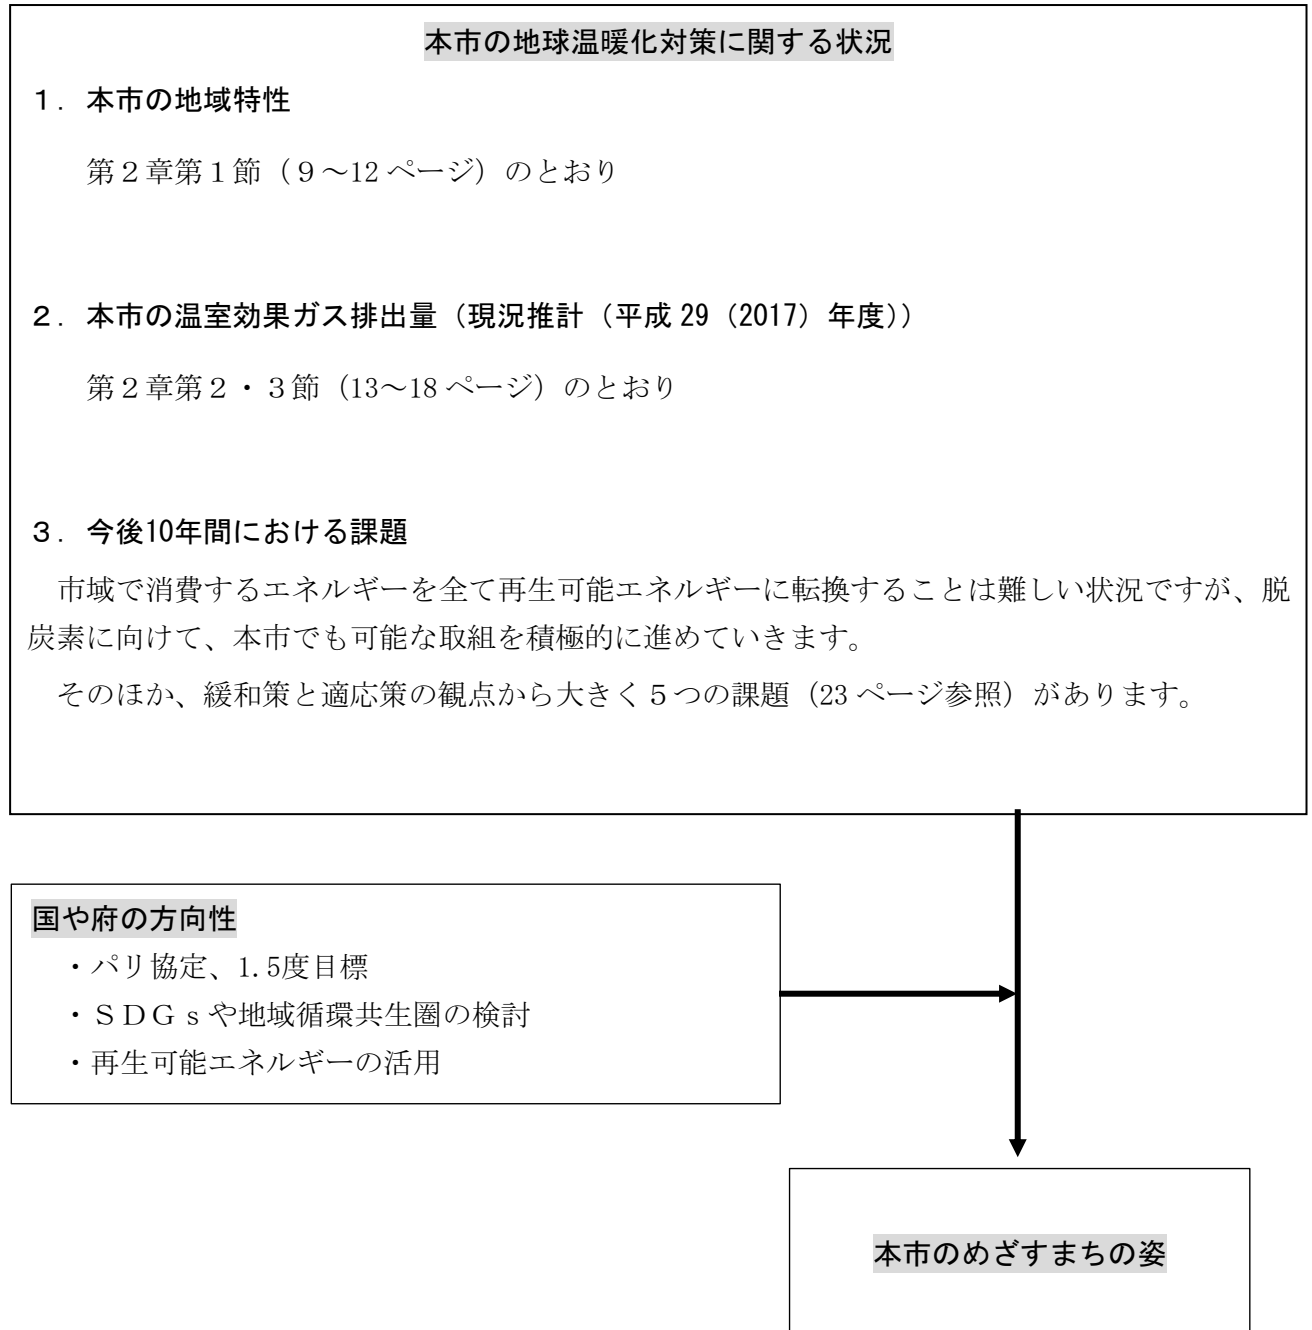 本市の地球温暖化対策に関する状況
１．本市の地域特性
第２章第１節（９～12 ページ）のとおり
２．本市の温室効果ガス排出量（現況推計（平成 29（2017）年度））
第２章第２・３節（13～18 ページ）のとおり
３．今後10年間における課題
市域で消費するエネルギーを全て再生可能エネルギーに転換することは難しい状況ですが、脱
炭素に向けて、本市でも可能な取組を積極的に進めていきます。
そのほか、緩和策と適応策の観点から大きく５つの課題（23 ページ参照）があります。
国や府の方向性
・パリ協定、1.5度目標
・ＳＤＧｓや地域循環共生圏の検討
・再生可能エネルギーの活用
本市のめざすまちの姿